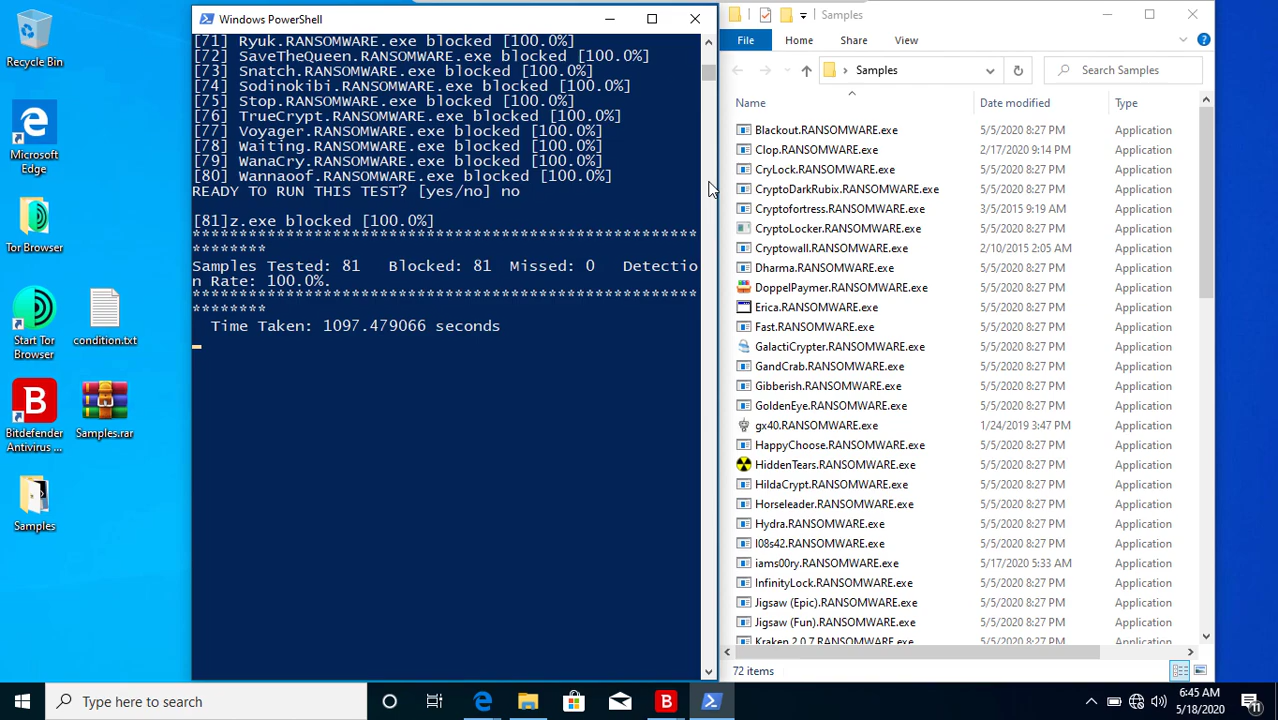 Recycle Bin
Microsoft
Edge
Tor Browser
Start Tor
Browser
condition.txt
Bitdefender
Antivirus ...
Samples.rar
Samples
Windows PowerShell
[71] Ryuk.RANSOMWARE.exe blocked [100.0%]
[72] SaveTheQueen.RANSOMWARE.exe blocked [100.0%]
[73] Snatch.RANSOMWARE.exe blocked [100.0%]
[74] Sodinokibi.RANSOMWARE.exe blocked [100.0%]
[75] Stop.RANSOMWARE.exe blocked [100.0%]
[76] TrueCrypt.RANSOMWARE.exe blocked [100.0%]
[77] Voyager.RANSOMWARE.exe blocked [100.0%]
[78] Waiting.RANSOMWARE.exe blocked [100.0%]
[79] WanaCry.RANSOMWARE.exe blocked [100.0%]
[80] Wannaoof.RANSOMWARE.exe blocked [100.0%]
READY TO RUN THIS TEST? [yes/no] no
[81]z.exe blocked [100.0%]
******************************************************
********
Samples Tested: 81   Blocked: 81  Missed: 0   Detectio
n Rate: 100.0%.
******************************************************
********
Time Taken: 1097.479066 seconds
Samples
File Home Share View
Samples Search Samples
Name Date modified Type
Blackout.RANSOMWARE.exe 5/5/2020 8:27 PM Application
Clop.RANSOMWARE.exe 2/17/2020 9:14 PM Application
CryLock.RANSOMWARE.exe 5/5/2020 8:27 PM Application
CryptoDarkRubix.RANSOMWARE.exe 5/5/2020 8:27 PM Application
Cryptofortress.RANSOMWARE.exe 3/5/2015 9:19 AM Application
CryptoLocker.RANSOMWARE.exe 5/5/2020 8:27 PM Application
Cryptowall.RANSOMWARE.exe 2/10/2015 2:05 AM Application
Dharma.RANSOMWARE.exe 5/5/2020 8:27 PM Application
DoppelPaymer.RANSOMWARE.exe 5/5/2020 8:27 PM Application
Erica.RANSOMWARE.exe 5/5/2020 8:27 PM Application
Fast.RANSOMWARE.exe 5/5/2020 8:27 PM Application
GalactiCrypter.RANSOMWARE.exe 5/5/2020 8:27 PM Application
GandCrab.RANSOMWARE.exe 5/5/2020 8:27 PM Application
Gibberish.RANSOMWARE.exe 5/5/2020 8:27 PM Application
GoldenEye.RANSOMWARE.exe 5/5/2020 8:27 PM Application
gx40.RANSOMWARE.exe 1/24/2019 3:47 PM Application
HappyChoose.RANSOMWARE.exe 5/5/2020 8:27 PM Application
HiddenTears.RANSOMWARE.exe 5/5/2020 8:27 PM Application
HildaCrypt.RANSOMWARE.exe 5/5/2020 8:27 PM Application
Horseleader.RANSOMWARE.exe 5/5/2020 8:27 PM Application
Hydra.RANSOMWARE.exe 5/5/2020 8:27 PM Application
l08s42.RANSOMWARE.exe 5/5/2020 8:27 PM Application
iams00ry.RANSOMWARE.exe 5/17/2020 5:33 AM Application
InfinityLock.RANSOMWARE.exe 5/5/2020 8:27 PM Application
Jigsaw (Epic).RANSOMWARE.exe 5/5/2020 8:27 PM Application
Jigsaw (Fun).RANSOMWARE.exe 5/5/2020 8:27 PM Application
Kraken 2.0.7.RANSOMWARE.exe 5/5/2020 8:27 PM Application
72 items
Type here to search
6:45 AM
5/18/2020
11